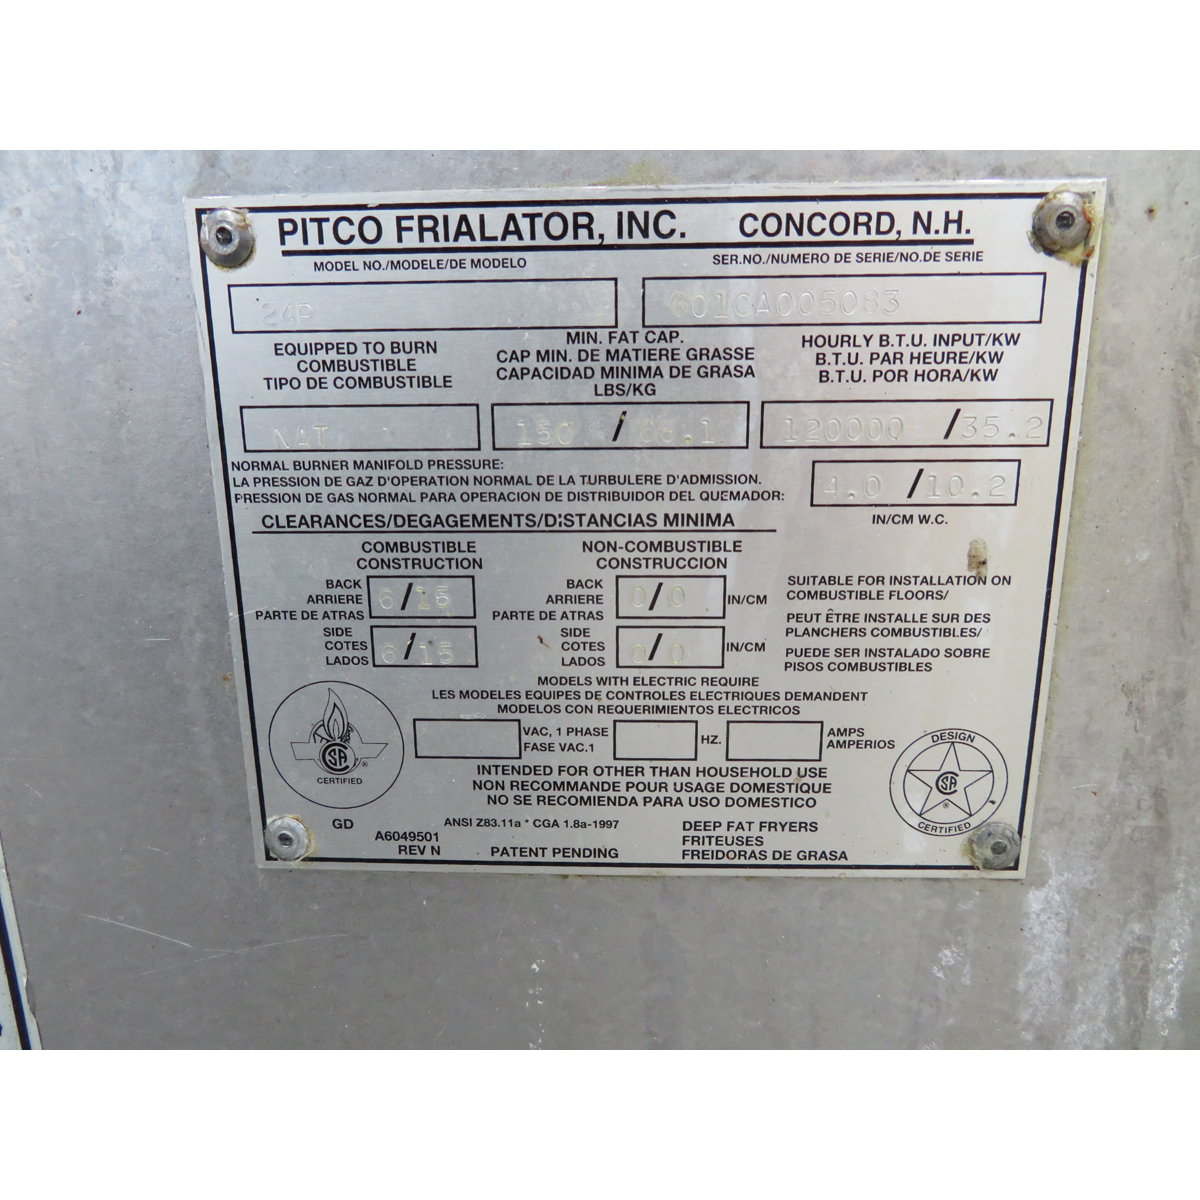 PITCO FRIALATOR, INC. CONCORD, N.H.
MODEL NO./MODELE/DE MODELO SER.NO./NUMERO DE SERIE/NO.DE SERIE
24P 601CA005083
EQUIPPED TO BURN
COMBUSTIBLE
TIPO DE COMBUSTIBLE
MIN. FAT CAP.
CAP MIN. DE MATIERE GRASSE
CAPACIDAD MINIMA DE GRASA
LBS/KG
HOURLY B.T.U. INPUT/KW
B.T.U. PAR HEURE/KW
B.T.U. POR HORA/KW
NAT 150 / 68.1 120000 /35.2
NORMAL BURNER MANIFOLD PRESSURE:
LA PRESSION DE GAZ D'OPERATION NORMAL DE LA TURBULERE D'ADMISSION.
PRESSION DE GAS NORMAL PARA OPERACION DE DISTRIBUIDOR DEL QUEMADOR:
4.0 /10.2
IN/CM W.C.
CLEARANCES/DEGAGEMENTS/DISTANCIAS MINIMA
COMBUSTIBLE
CONSTRUCTION
BACK
ARRIERE
PARTE DE ATRAS
6/15
SIDE
COTES
LADOS
6/15
NON-COMBUSTIBLE
CONSTRUCCION
BACK
ARRIERE
PARTE DE ATRAS
0/0 IN/CM
SIDE
COTES
LADOS
0/0 IN/CM
SUITABLE FOR INSTALLATION ON
COMBUSTIBLE FLOORS/
PEUT ÊTRE INSTALLE SUR DES
PLANCHERS COMBUSTIBLES/
PUEDE SER INSTALADO SOBRE
PISOS COMBUSTIBLES
MODELS WITH ELECTRIC REQUIRE
LES MODELES EQUIPES DE CONTROLES ELECTRIQUES DEMANDENT
MODELOS CON REQUERIMIENTOS ELECTRICOS
VAC, 1 PHASE
FASE VAC.1
HZ.
AMPS
AMPERIOS
INTENDED FOR OTHER THAN HOUSEHOLD USE
NON RECOMMANDE POUR USAGE DOMESTIQUE
NO SE RECOMIENDA PARA USO DOMESTICO
SA ®
CERTIFIED
DESIGN
SA
®
CERTIFIED
GD
A6049501
REV N
ANSI Z83.11a * CGA 1.8a-1997
PATENT PENDING
DEEP FAT FRYERS
FRITEUSES
FREIDORAS DE GRASA